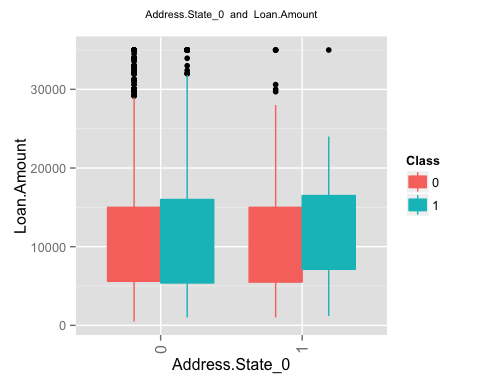 Address.State_0 and Loan.Amount
Loan.Amount
30000
20000
10000
0
0
1
Address.State_0
Class
0
1